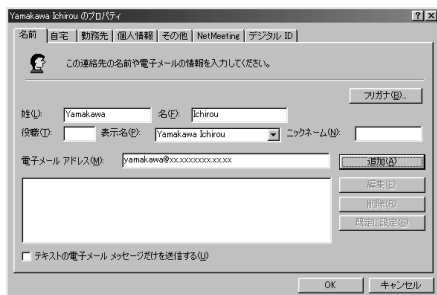 Yamakawa Ichirou のプロパティ
名前 自宅 勤務先 個人情報 その他 NetMeeting デジタル ID
この連絡先の名前や電子メールの情報を入力してください。
フリガナ(B)...
姓(L): Yamakawa 名(F): Ichirou
役職(T): 表示名(P): Yamakawa Ichirou ニックネーム(N):
電子メール アドレス(M): yamakawa@xx.xxxxxxx.xx.xx 追加(A)
編集(E)
削除(R)
既定に設定(S)
テキストの電子メール メッセージだけを送信する(U)
OK キャンセル